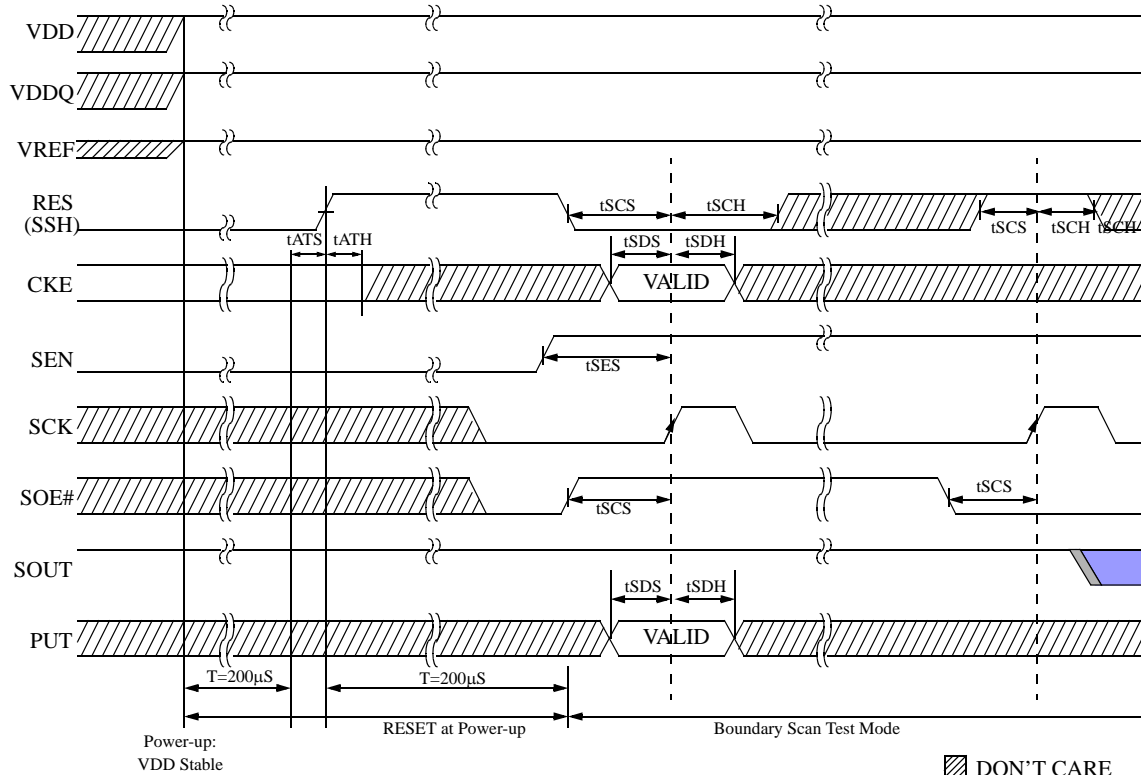 VDD
VDDQ
VREF
RES
(SSH)
tSCS
tSCH
tSCS
tSCH
tSCH
tATS
tATH
tSDS
tSDH
CKE
VALID
SEN
tSES
SCK
SOE#
tSCS
tSCS
SOUT
tSDS
tSDH
PUT
VALID
T=200μS
T=200μS
RESET at Power-up
Boundary Scan Test Mode
Power-up:
VDD Stable
DON'T CARE